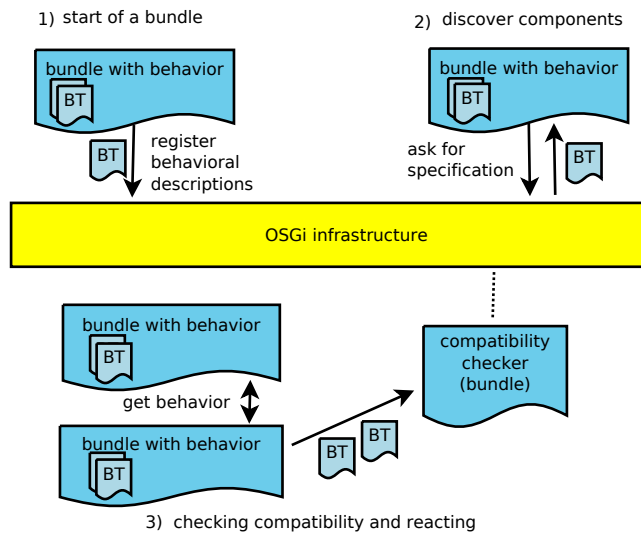 1) start of a bundle
bundle with behavior
BT
BT
register
behavioral
descriptions
2) discover components
bundle with behavior
BT
ask for
specification
BT
OSGi infrastructure
bundle with behavior
BT
get behavior
bundle with behavior
BT
BT
BT
compatibility
checker
(bundle)
3) checking compatibility and reacting